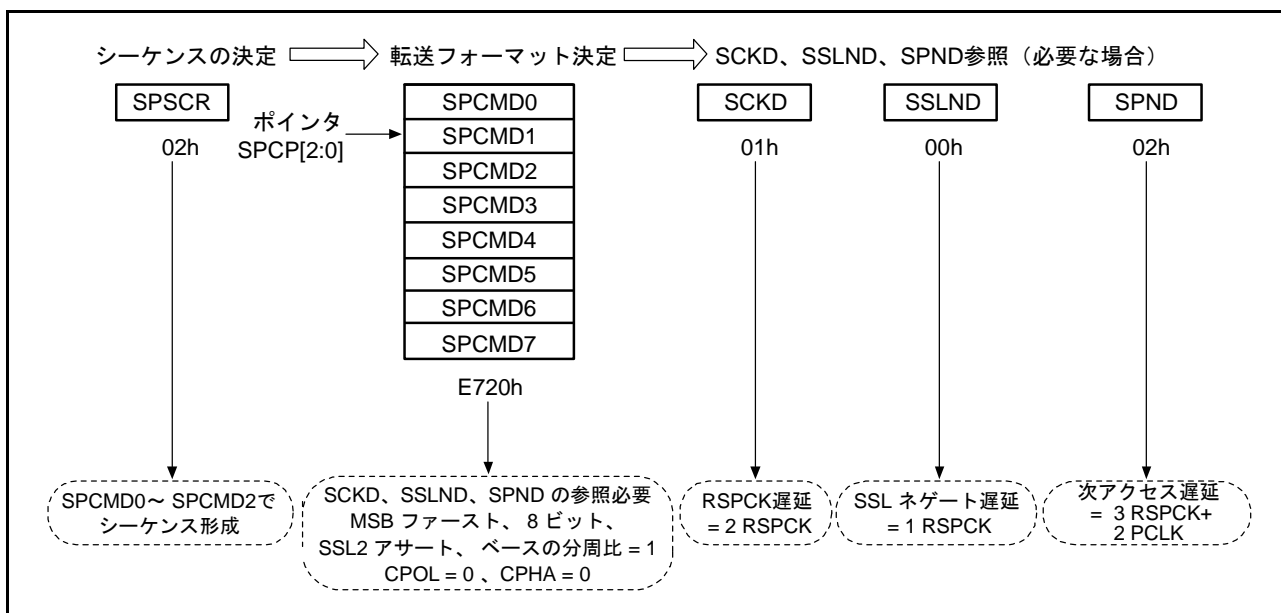 シーケンスの決定 転送フォーマット決定 SCKD、SSLND、SPND参照（必要な場合）
SPSCR
02h
ポインタ
SPCP[2:0]
SPCMD0
SPCMD1
SPCMD2
SPCMD3
SPCMD4
SPCMD5
SPCMD6
SPCMD7
E720h
SCKD
01h
SSLND
00h
SPND
02h
SPCMD0～ SPCMD2で
シーケンス形成
SCKD、SSLND、SPND の参照必要
MSB ファースト、 8 ビット、
SSL2 アサート、 ベースの分周比 = 1
CPOL = 0 、CPHA = 0
RSPCK遅延
= 2 RSPCK
SSL ネゲート遅延
= 1 RSPCK
次アクセス遅延
= 3 RSPCK+
2 PCLK